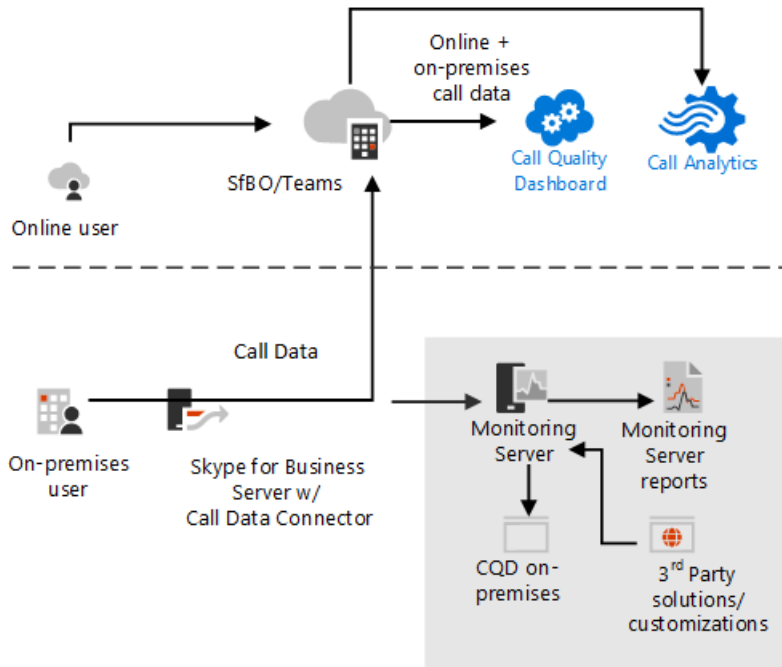 Online +
on-premises
call data
Call Quality
Dashboard
Call Analytics
SfBO/Teams
Online user
Call Data
On-premises
user
Skype for Business
Server w/
Call Data Connector
Monitoring
Server
Monitoring
Server
reports
CQD on-
premises
3rd Party
solutions/
customizations